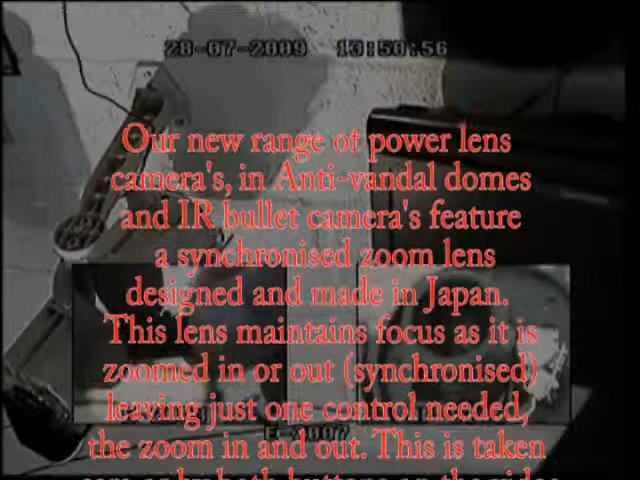 28-07-2009 13:50:56
Our new range of power lens
camera's, in Anti-vandal domes
and IR bullet camera's feature
a synchronised zoom lens
designed and made in Japan.
This lens maintains focus as it is
zoomed in or out (synchronised)
leaving just one control needed,
the zoom in and out. This is taken